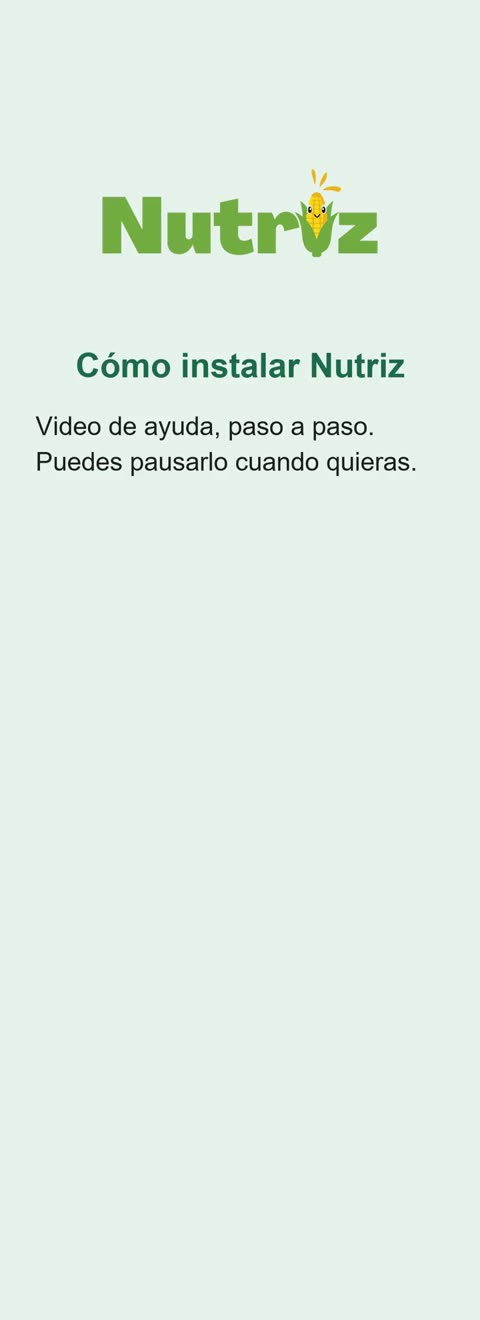 Nutriz
Cómo instalar Nutriz
Video de ayuda, paso a paso.
Puedes pausarlo cuando quieras.